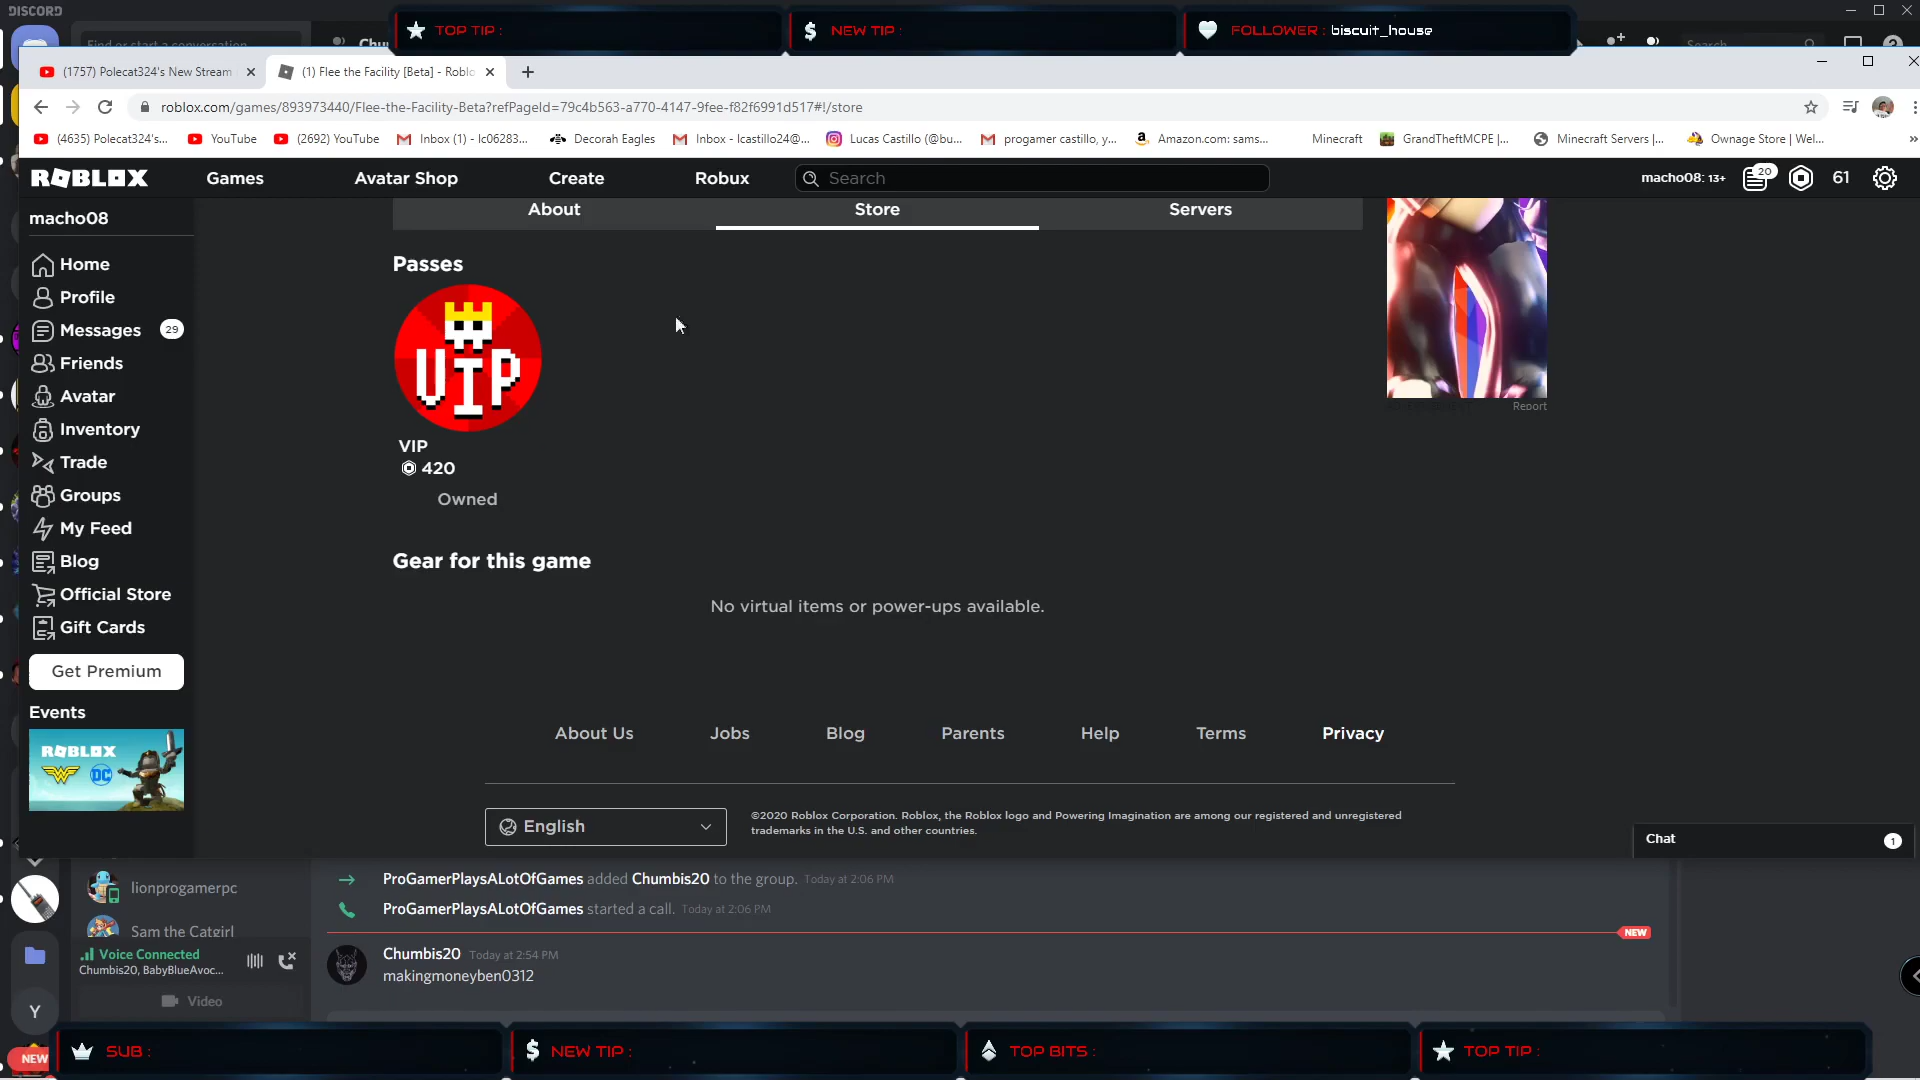 DISCORD
Find or start a conversation
Chu
Search
TOP TIP :
NEW TIP :
FOLLOWER : biscuit_house
(1757) Polecat324's New Stream
(1) Flee the Facility [Beta] - Roblo
roblox.com/games/893973440/Flee-the-Facility-Beta?refPageId=79c4b563-a770-4147-9fee-f82f6991d517#!/store
(4635) Polecat324's...
YouTube
(2692) YouTube
Inbox (1) - lc06283...
Decorah Eagles
Inbox - lcastillo24@...
Lucas Castillo (@bu...
progamer castillo, y...
Amazon.com: sams...
Minecraft
GrandTheftMCPE |...
Minecraft Servers |...
Ownage Store | Wel...
ROBLOX
Games
Avatar Shop
Create
Robux
Search
macho08: 13+
20
61
macho08
About
Store
Servers
Home
Profile
Messages
29
Friends
Avatar
Inventory
Trade
Groups
My Feed
Blog
Official Store
Gift Cards
Get Premium
Events
ROBLOX
DC
Passes
VIP
VIP
420
Owned
Report
Gear for this game
No virtual items or power-ups available.
About Us
Jobs
Blog
Parents
Help
Terms
Privacy
English
©2020 Roblox Corporation. Roblox, the Roblox logo and Powering Imagination are among our registered and unregistered
trademarks in the U.S. and other countries.
Chat
1
lionprogamerpc
Sam the Catgirl
Voice Connected
Chumbis20, BabyBlueAvoc...
Video
Y
NEW
ProGamerPlaysALotOfGames added Chumbis20 to the group. Today at 2:06 PM
ProGamerPlaysALotOfGames started a call. Today at 2:06 PM
NEW
Chumbis20 Today at 2:54 PM
makingmoneyben0312
SUB :
NEW TIP :
TOP BITS :
TOP TIP :